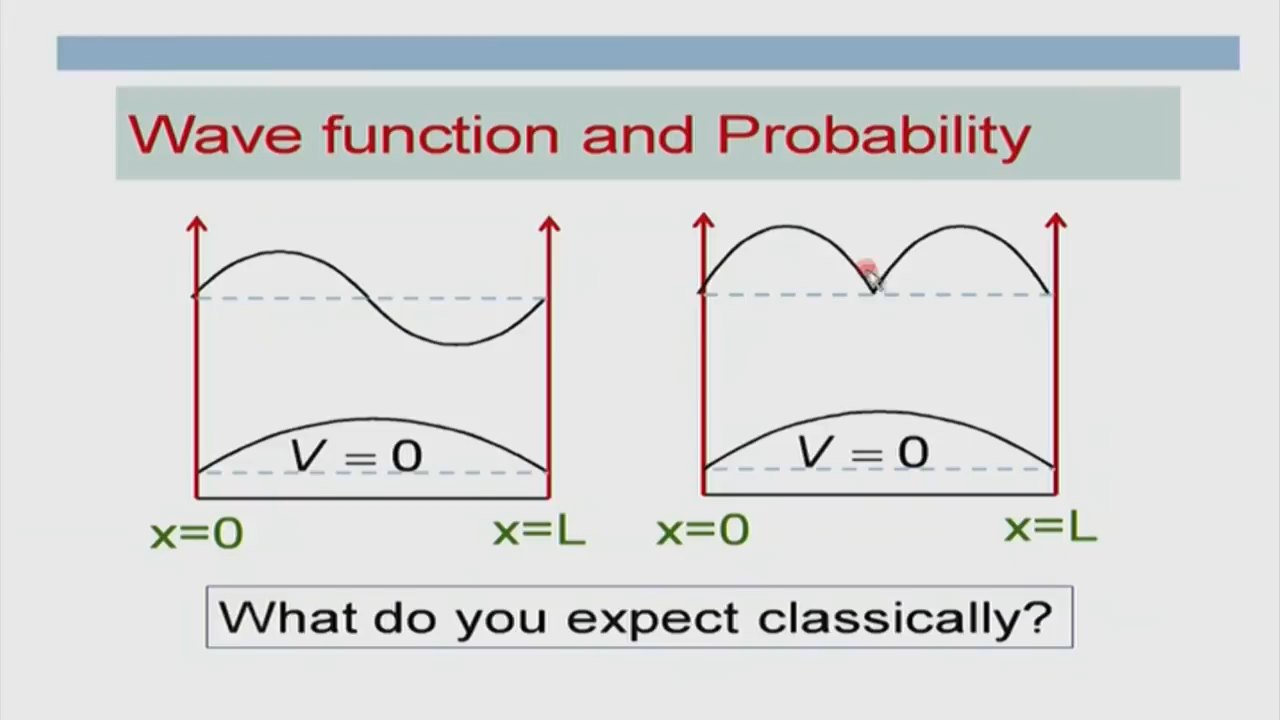 Wave function and Probability
V = 0
V = 0
x=0
x=L
x=0
x=L
What do you expect classically?